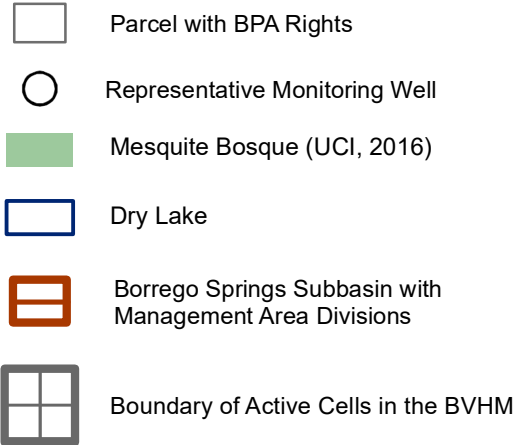 Parcel with BPA Rights
Representative Monitoring Well
Mesquite Bosque (UCI, 2016)
Dry Lake
Borrego Springs Subbasin with
Management Area Divisions
Boundary of Active Cells in the BVHM